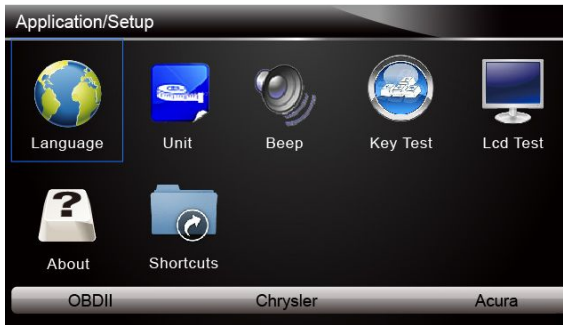 Application/Setup
Language Unit Beep Key Test Lcd Test
About Shortcuts
OBDII Chrysler Acura